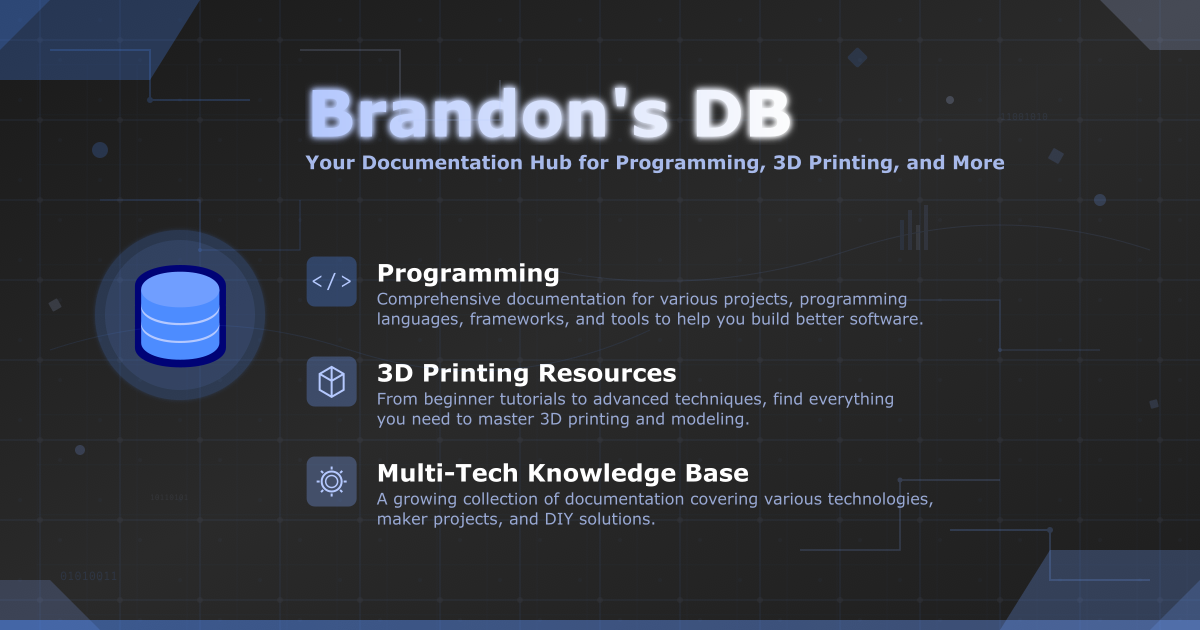 Brandon's DB
Your Documentation Hub for Programming, 3D Printing, and More
</>
Programming
Comprehensive documentation for various projects, programming
languages, frameworks, and tools to help you build better software.
3D Printing Resources
From beginner tutorials to advanced techniques, find everything
you need to master 3D printing and modeling.
Multi-Tech Knowledge Base
A growing collection of documentation covering various technologies,
maker projects, and DIY solutions.
01010011